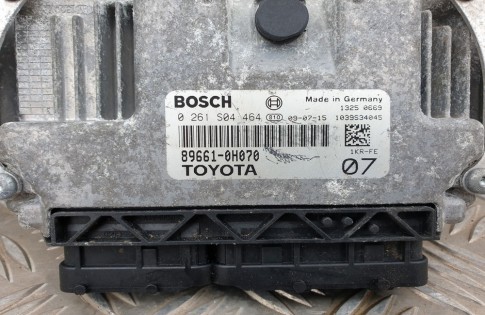 BOSCH Made in Germany
1325 0669
0 261 S04 464 010 09-07-15 1039S34045
89661-0H070 1KR-FE
TOYOTA 07